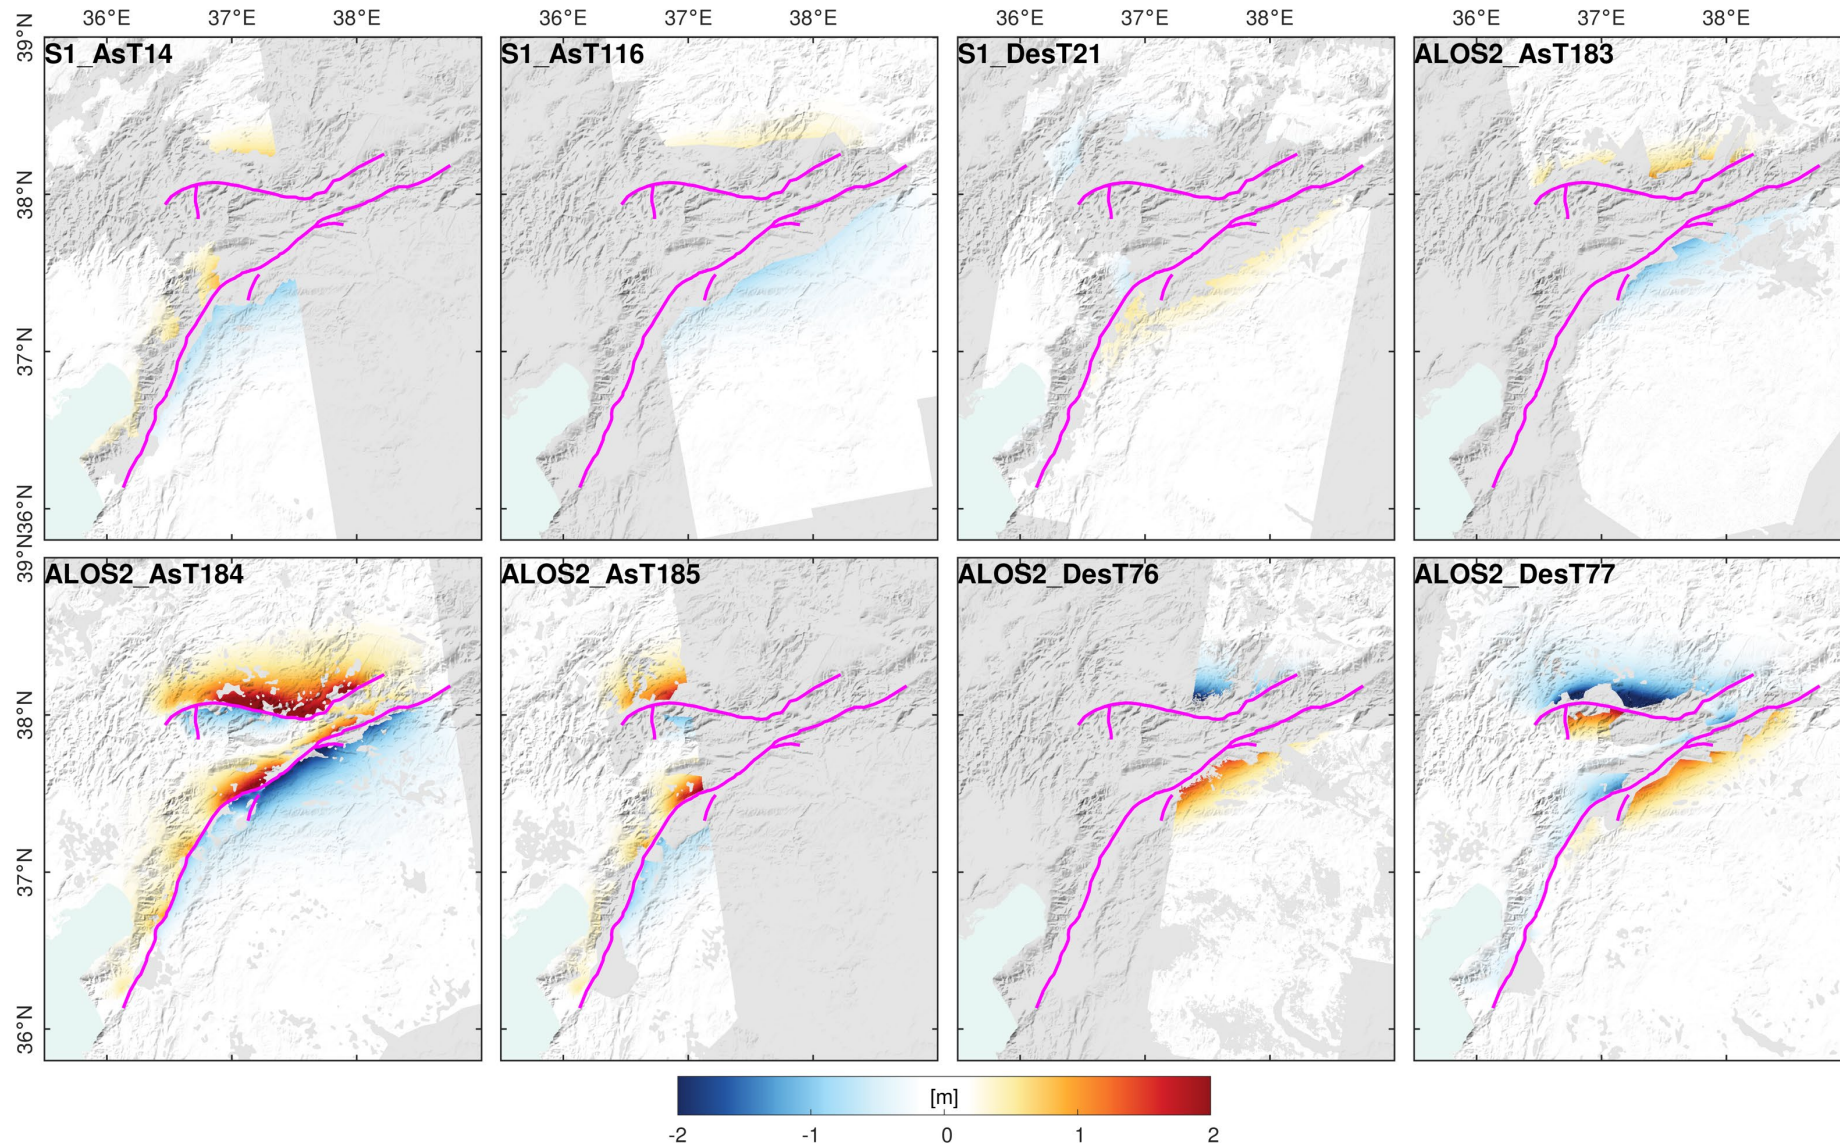 36°E 37°E 38°E 36°E 37°E 38°E 36°E 37°E 38°E 36°E 37°E 38°E
39°N
S1_AsT14 S1_AsT116 S1_DesT21 ALOS2_AsT183
38°N
37°N
36°N
39°N
ALOS2_AsT184 ALOS2_AsT185 ALOS2_DesT76 ALOS2_DesT77
38°N
37°N
36°N
[m]
-2 -1 0 1 2